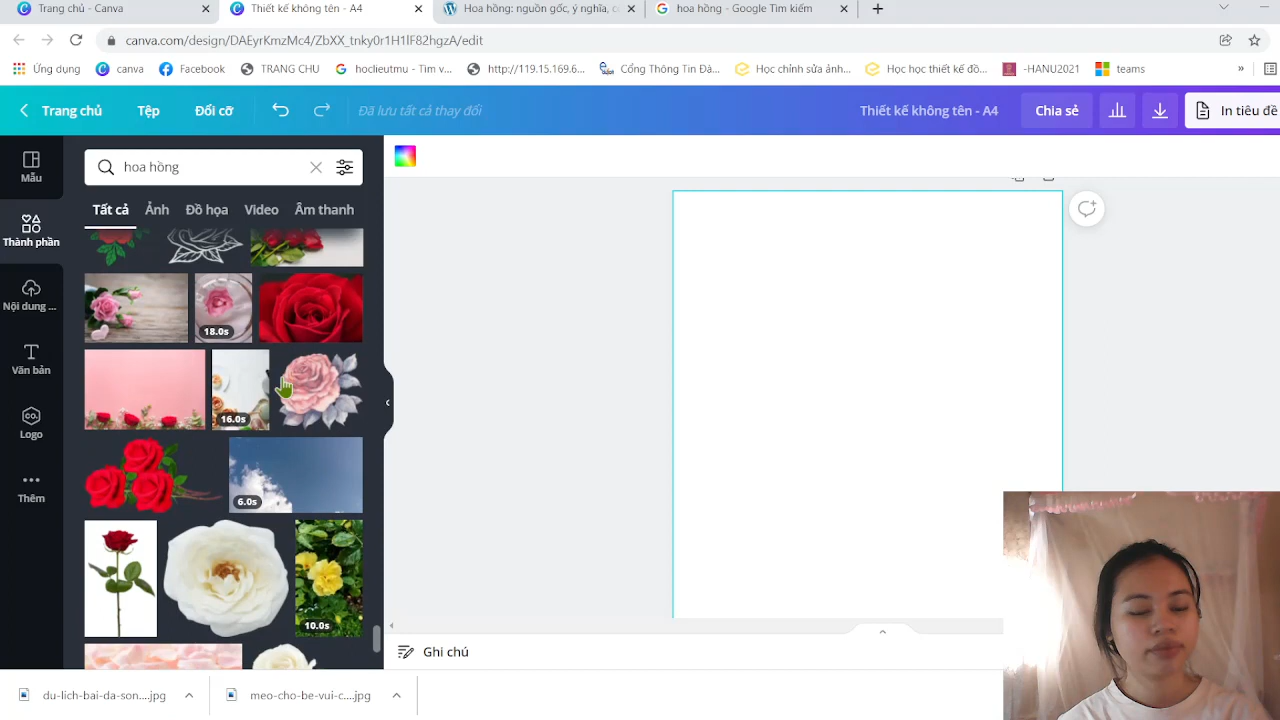 Trang chủ - Canva
Thiết kế không tên - A4
Hoa hồng: nguồn gốc, ý nghĩa, c
hoa hồng - Google Tìm kiếm
canva.com/design/DAEyrKmzMc4/ZbXX_tnky0r1H1lF82hgzA/edit
Ứng dụng
canva
Facebook
TRANG CHU
hoclieutmu - Tìm v...
http://119.15.169.6...
Cổng Thông Tin Đà...
Học chỉnh sửa ảnh...
Học học thiết kế đồ...
-HANU2021
teams
»
Trang chủ
Tệp
Đổi cỡ
Đã lưu tất cả thay đổi
Thiết kế không tên - A4
Chia sẻ
In tiêu đề
Mẫu
hoa hồng
Thành phần
Tất cả
Ảnh
Đồ họa
Video
Âm thanh
Nội dung ...
18.0s
Văn bản
16.0s
CO.
Logo
Thêm
6.0s
10.0s
Ghi chú
du-lich-bai-da-son....jpg
meo-cho-be-vui-c....jpg